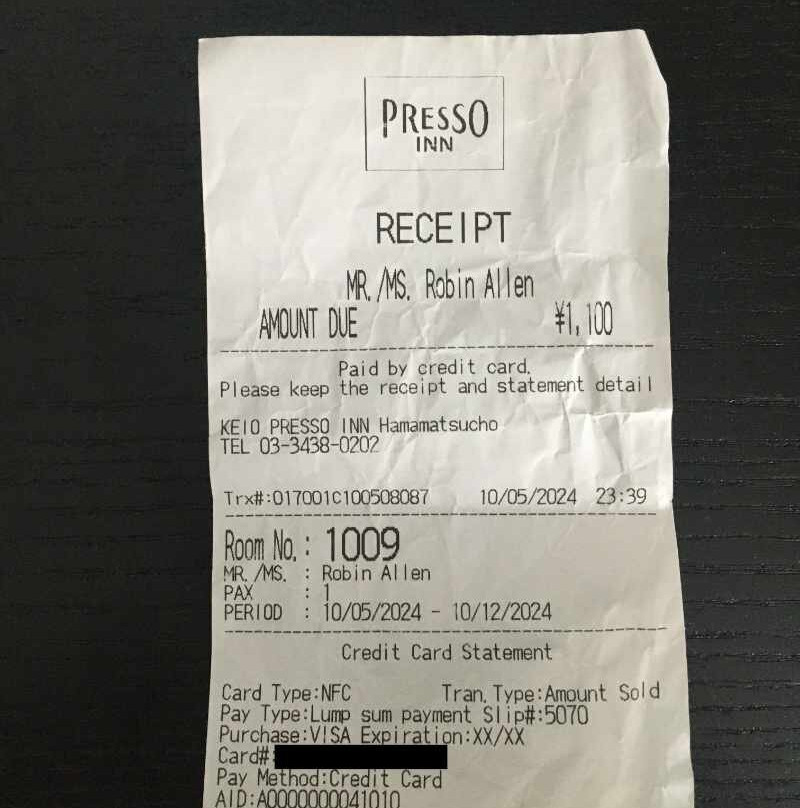 PRESSO
INN
RECEIPT
MR./MS. Robin Allen
AMOUNT DUE ¥1,100
Paid by credit card.
Please keep the receipt and statement detail
KEIO PRESSO INN Hamamatsucho
TEL 03-3438-0202
Trx#:017001C100508087 10/05/2024 23:39
Room No.: 1009
MR./MS. : Robin Allen
PAX : 1
PERIOD : 10/05/2024 - 10/12/2024
Credit Card Statement
Card Type:NFC Tran.Type:Amount Sold
Pay Type:Lump sum payment Slip#:5070
Purchase:VISA Expiration:XX/XX
Card#:
Pay Method:Credit Card
AID:A0000000041010